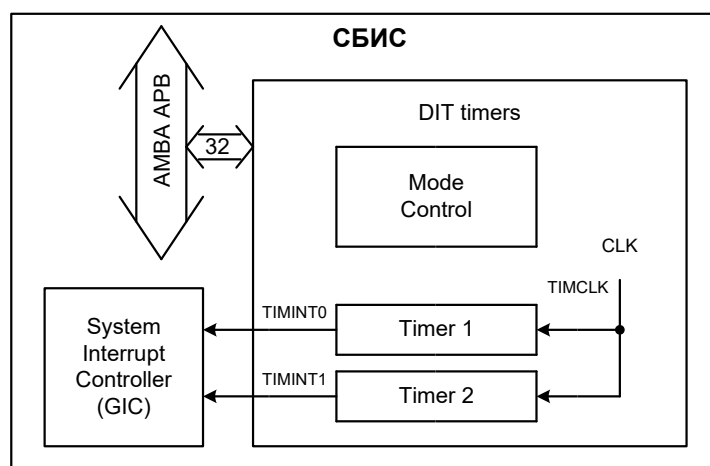 СБИС
AMBA APB
32
DIT timers
Mode
Control
CLK
TIMCLK
TIMINT0
Timer 1
TIMINT1
Timer 2
System
Interrupt
Controller
(GIC)